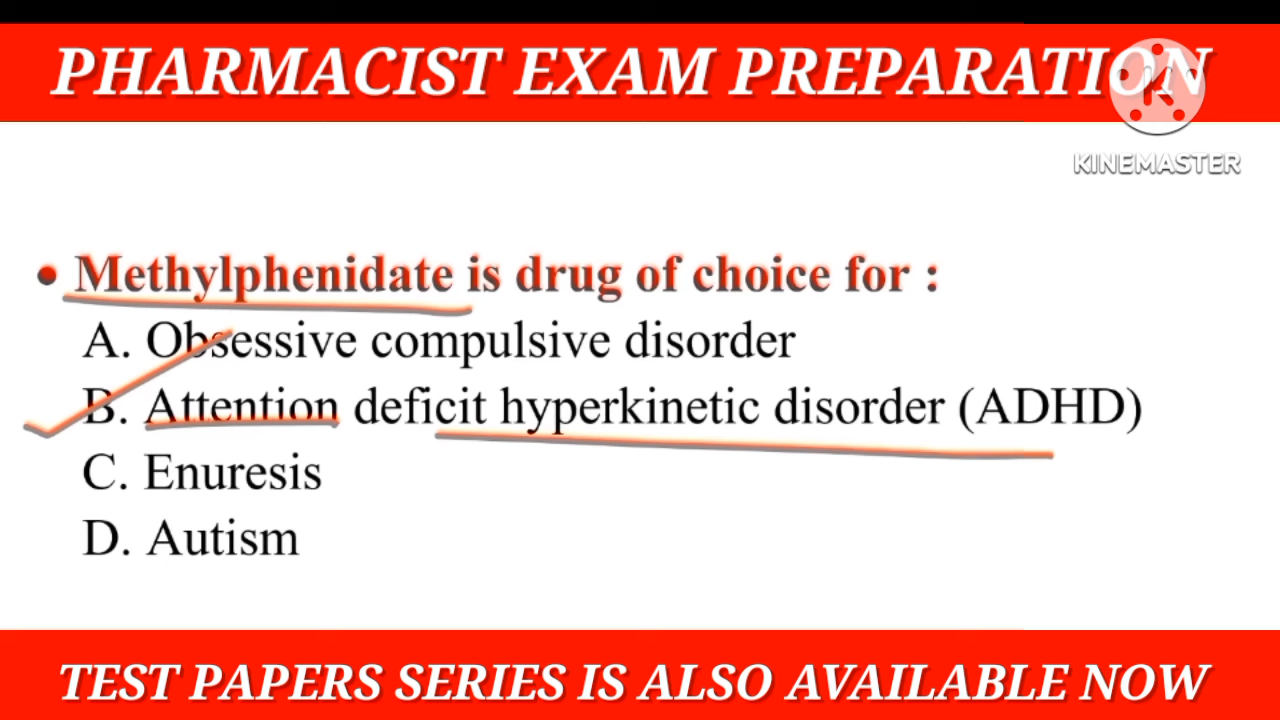 PHARMACIST EXAM PREPARATION
K
KINEMASTER
• Methylphenidate is drug of choice for :
A. Obsessive compulsive disorder
B. Attention deficit hyperkinetic disorder (ADHD)
C. Enuresis
D. Autism
TEST PAPERS SERIES IS ALSO AVAILABLE NOW